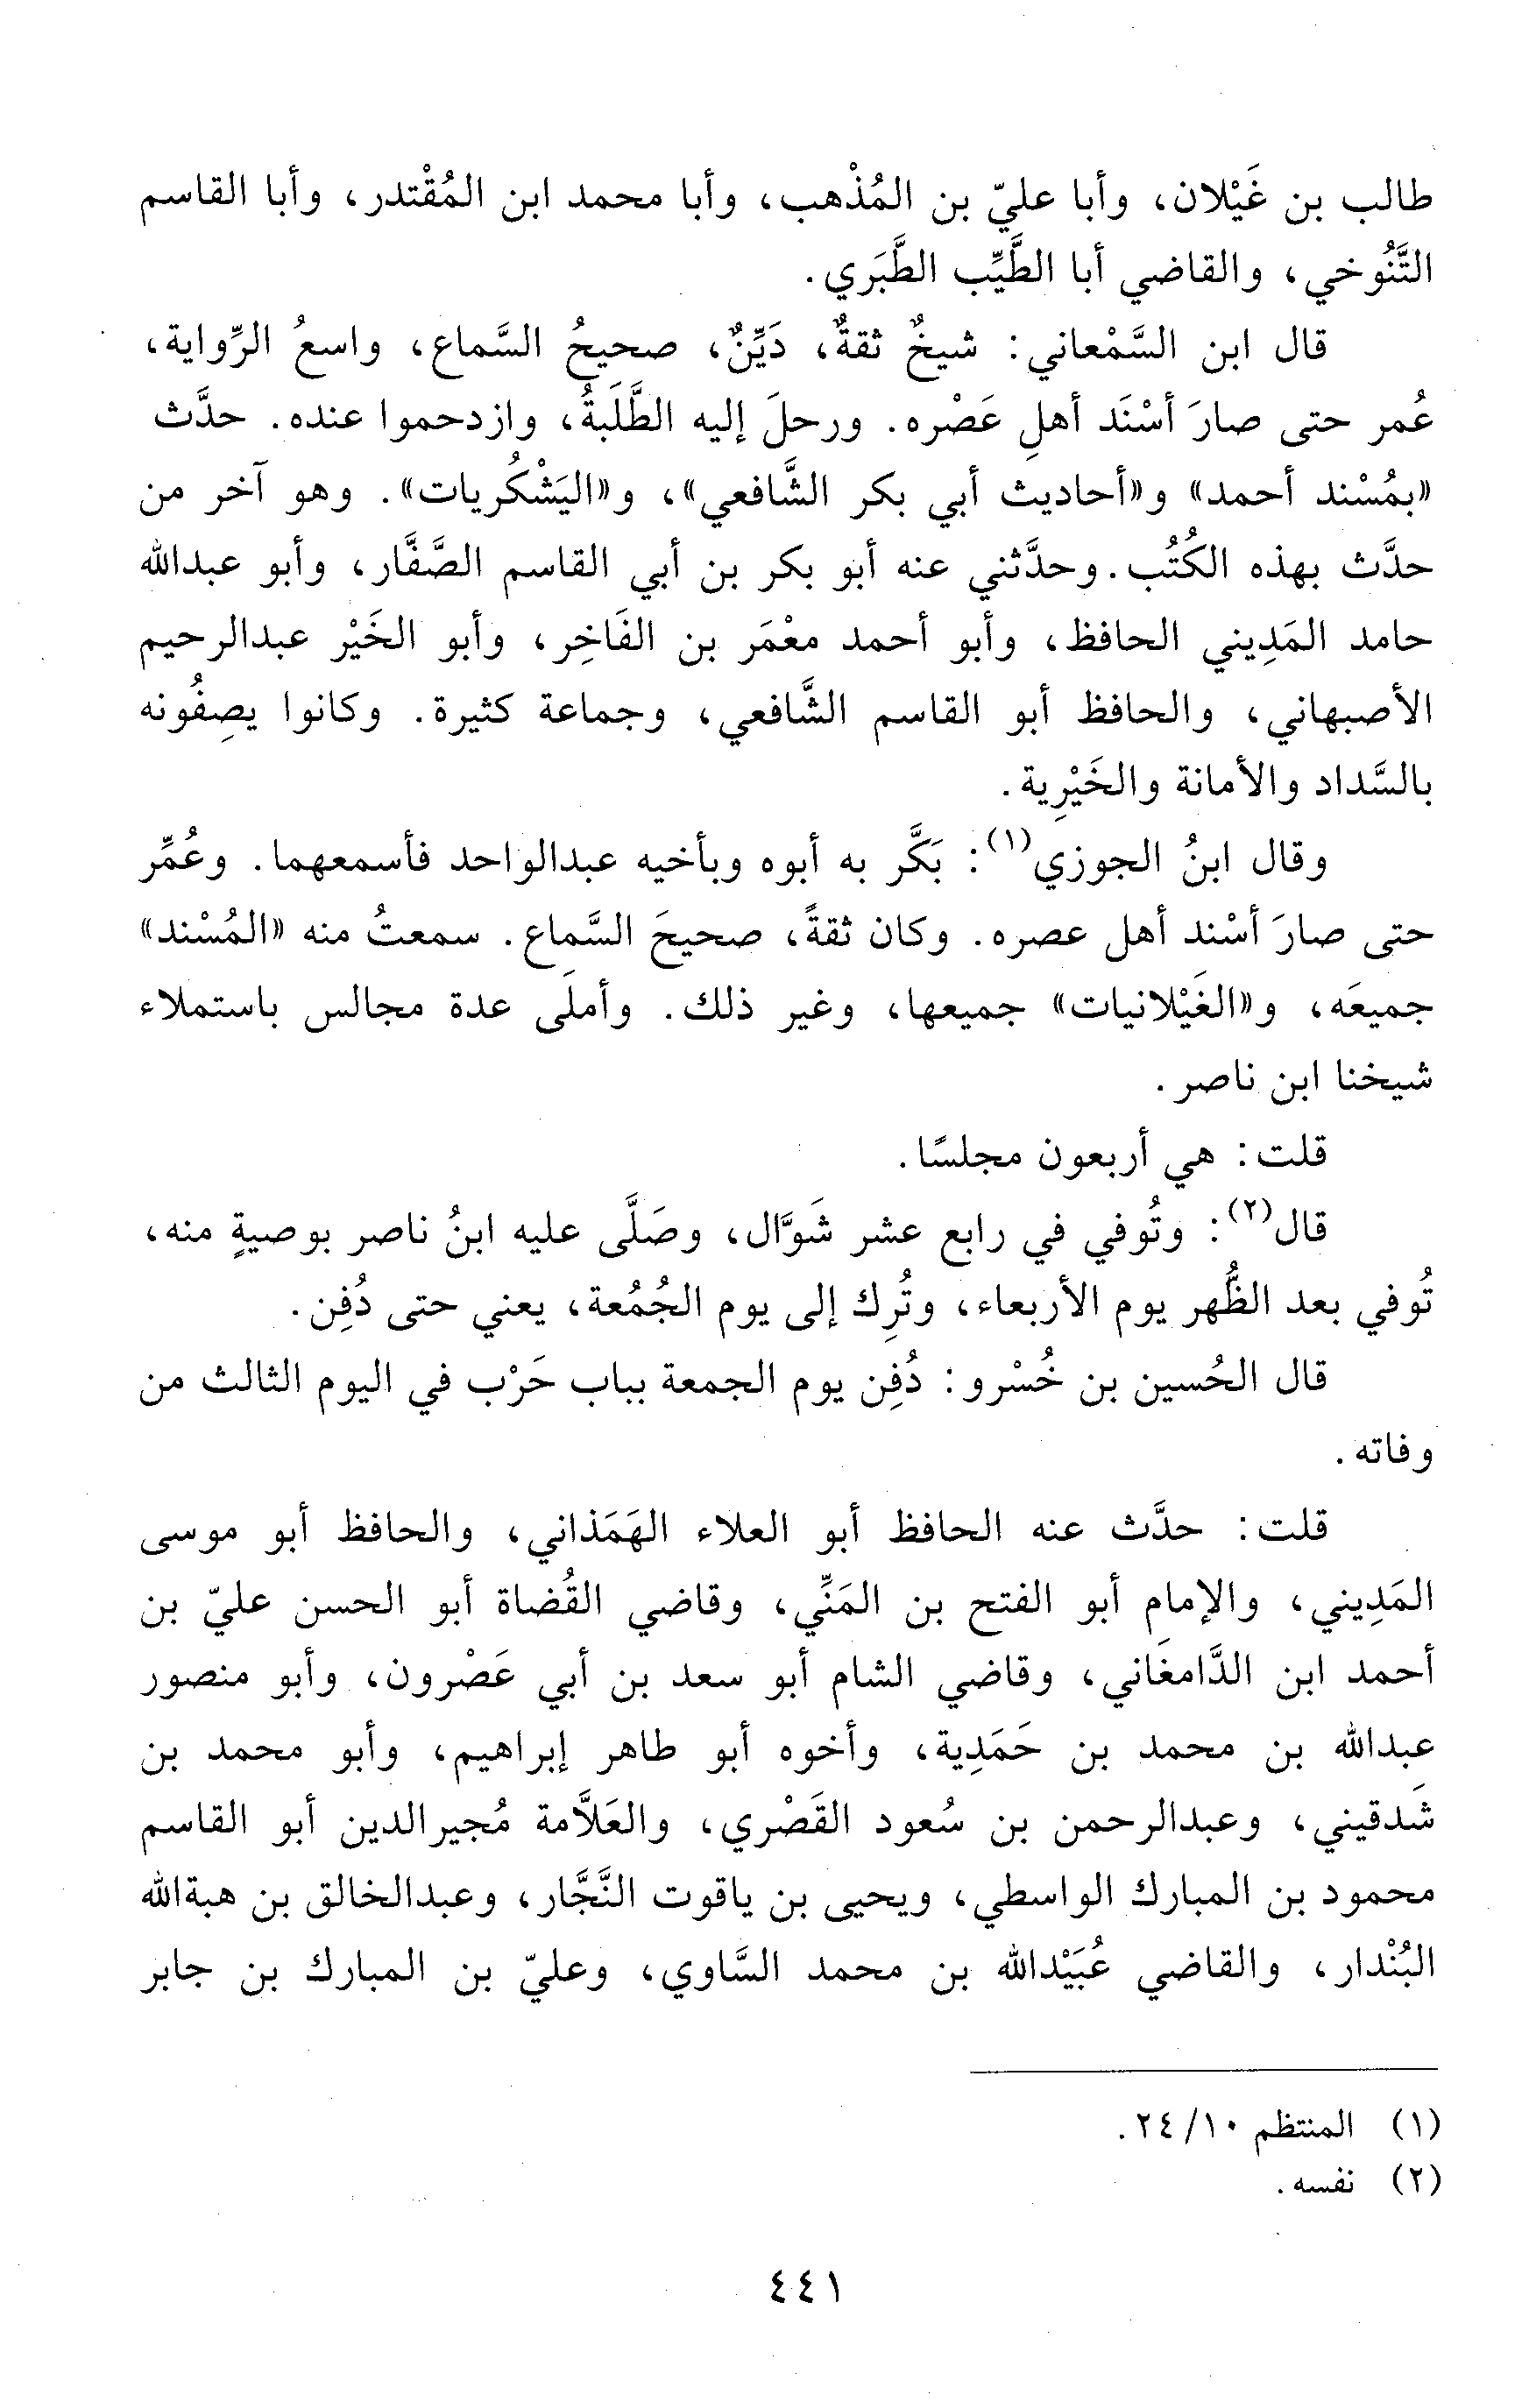 طالب بن غَيْلان، وأبا عليّ بن المُذْهب، وأبا محمد ابن المُقْتدر، وأبا القاسم
التَّنُوخي، والقاضي أبا الطَّيِّب الطَّبَري.
قال ابن السَّمْعاني: شيخٌ ثقةٌ، دَيِّنٌ، صحيحُ السَّماع، واسعُ الرِّواية،
عُمر حتى صارَ أسْنَد أهلِ عَصْره. ورحلَ إليه الطَّلَبةُ، وازدحموا عنده. حدَّث
«بمُسْند أحمد» و«أحاديث أبي بكر الشَّافعي»، و«اليَشْكُريات». وهو آخر من
حدَّث بهذه الكُتُب. وحدَّثني عنه أبو بكر بن أبي القاسم الصَّفَّار، وأبو عبدالله
حامد المَدِيني الحافظ، وأبو أحمد معْمَر بن الفَاخِر، وأبو الخَيْر عبدالرحيم
الأصبهاني، والحافظ أبو القاسم الشَّافعي، وجماعة كثيرة. وكانوا يصِفُونه
بالسَّداد والأمانة والخَيْرِية.
وقال ابنُ الجوزي(١): بَكَّر به أبوه وبأخيه عبدالواحد فأسمعهما. وعُمِّر
حتى صارَ أسْند أهل عصره. وكان ثقةً، صحيحَ السَّماع. سمعتُ منه «المُسْند»
جميعَه، و«الغَيْلانيات» جميعها، وغير ذلك. وأملَى عدة مجالس باستملاء
شيخنا ابن ناصر.
قلت: هي أربعون مجلسًا.
قال(٢): وتُوفي في رابع عشر شَوَّال، وصَلَّى عليه ابنُ ناصر بوصيةٍ منه،
تُوفي بعد الظُّهر يوم الأربعاء، وتُرِك إلى يوم الجُمُعة، يعني حتى دُفِن.
قال الحُسين بن خُسْرو: دُفِن يوم الجمعة بباب حَرْب في اليوم الثالث من
وفاته.
قلت: حدَّث عنه الحافظ أبو العلاء الهَمَذاني، والحافظ أبو موسى
المَدِيني، والإمام أبو الفتح بن المَنِّي، وقاضي القُضاة أبو الحسن عليّ بن
أحمد ابن الدَّامغَاني، وقاضي الشام أبو سعد بن أبي عَصْرون، وأبو منصور
عبدالله بن محمد بن حَمَدِية، وأخوه أبو طاهر إبراهيم، وأبو محمد بن
شَدقيني، وعبدالرحمن بن سُعود القَصْري، والعَلاَّمة مُجيرالدين أبو القاسم
محمود بن المبارك الواسطي، ويحيى بن ياقوت النَّجَّار، وعبدالخالق بن هبةالله
البُنْدار، والقاضي عُبَيْدالله بن محمد السَّاوي، وعليّ بن المبارك بن جابر
(١) المنتظم ١٠/ ٢٤.
(٢) نفسه.
٤٤١